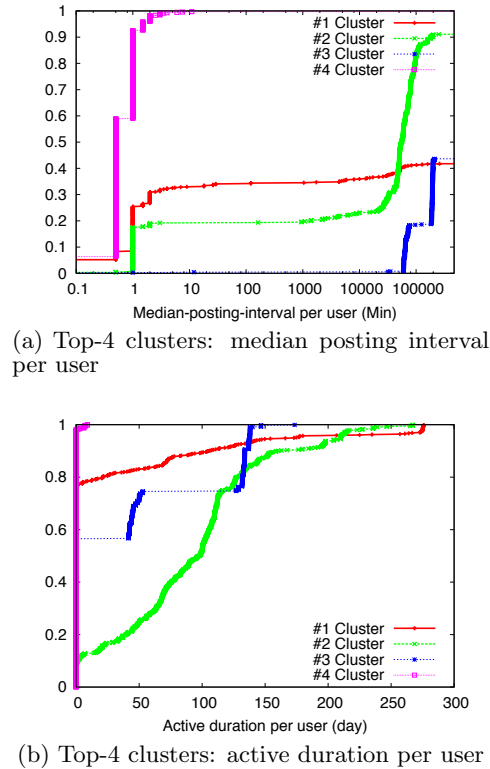 1
0.9
0.8
0.7
0.6
0.5
0.4
0.3
0.2
0.1
0
#1 Cluster
#2 Cluster
#3 Cluster
#4 Cluster
0.1 1 10 100 1000 10000 100000
Median-posting-interval per user (Min)
(a) Top-4 clusters: median posting interval
per user
1
0.8
0.6
0.4
0.2
0
#1 Cluster
#2 Cluster
#3 Cluster
#4 Cluster
0 50 100 150 200 250 300
Active duration per user (day)
(b) Top-4 clusters: active duration per user